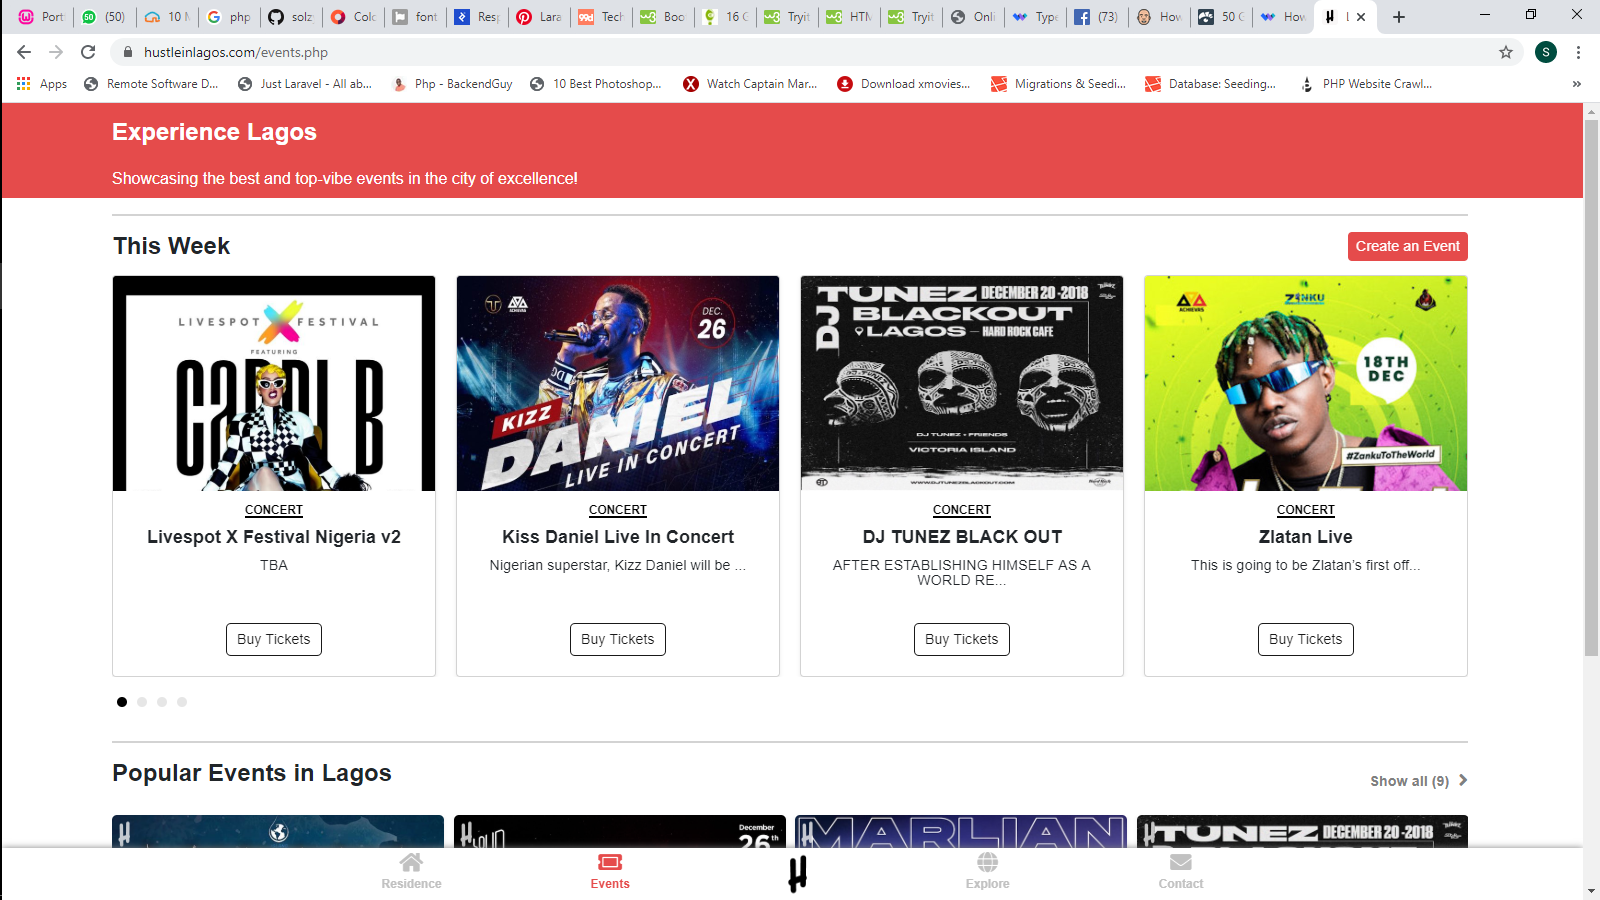 Port
(50)
10 M
php
solz
Colo
font
Resp
Lara
Tech
Boo
16 C
Tryit
HTM
Tryit
Onli
Type
(73)
How
50 G
How
hustleinlagos.com/events.php
S
Apps
Remote Software D...
Just Laravel - All ab...
Php - BackendGuy
10 Best Photoshop...
Watch Captain Mar...
Download xmovies...
Migrations & Seedi...
Database: Seeding...
PHP Website Crawl...
»
Experience Lagos
Showcasing the best and top-vibe events in the city of excellence!
This Week
Create an Event
LIVESPOT X FESTIVAL
FEATURING
CARDI B
CONCERT
Livespot X Festival Nigeria v2
TBA
Buy Tickets
ACHIEVAS
DEC.
26
KIZZ
DANIEL
LIVE IN CONCERT
CONCERT
Kiss Daniel Live In Concert
Nigerian superstar, Kizz Daniel will be ...
Buy Tickets
DJ TUNEZ DECEMBER 20 -2018
BLACKOUT
LAGOS — HARD ROCK CAFE
DJ TUNEZ + FRIENDS
VICTORIA ISLAND
WWW.DJTUNEZBLACKOUT.COM
CONCERT
DJ TUNEZ BLACK OUT
AFTER ESTABLISHING HIMSELF AS A
WORLD RE...
Buy Tickets
ACHIEVAS
ZANKU
18TH
DEC
#ZankuToTheWorld
CONCERT
Zlatan Live
This is going to be Zlatan's first off...
Buy Tickets
Popular Events in Lagos
Show all (9)
December
26th
MARLIAN
TUNEZ DECEMBER 20 -2018
Residence
Events
H
Explore
Contact